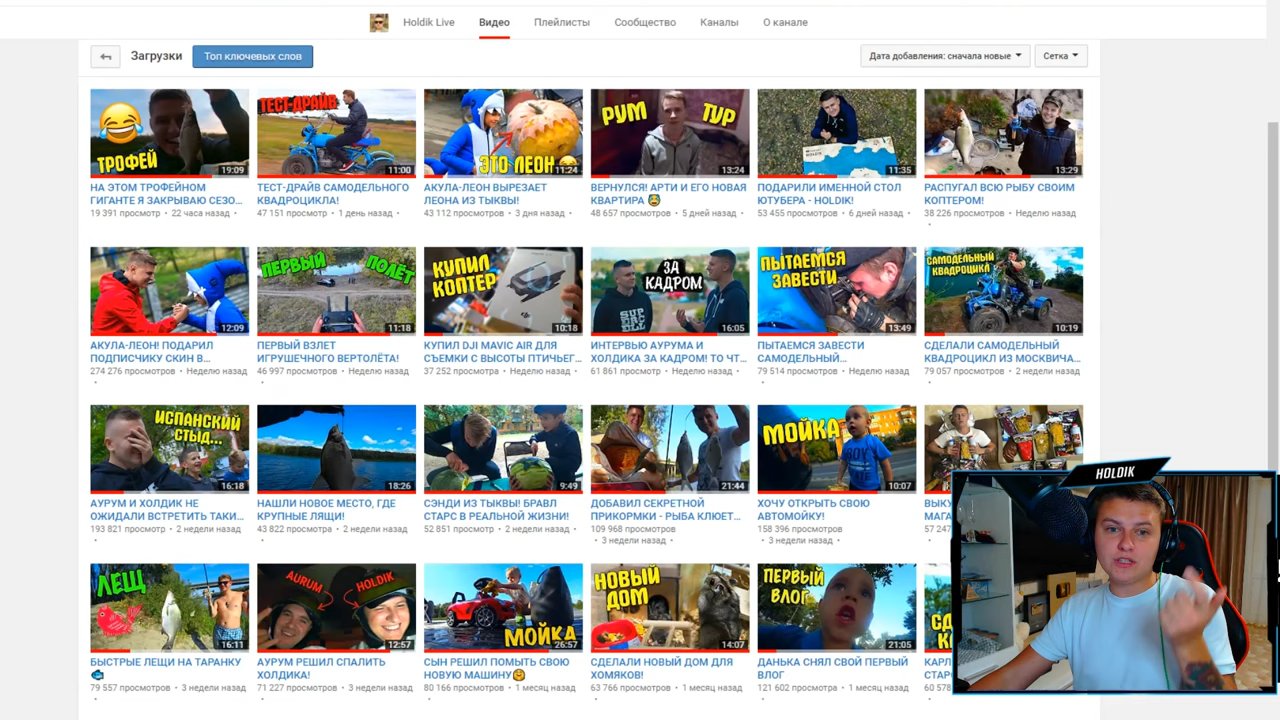 Holdik Live Видео Плейлисты Сообщество Каналы О канале
Загрузки Топ ключевых слов Дата добавления: сначала новые Сетка
ТРОФЕЙ
19:09
НА ЭТОМ ТРОФЕЙНОМ
ГИГАНТЕ Я ЗАКРЫВАЮ СЕЗО...
19 391 просмотр • 22 часа назад •
ТЕСТ-ДРАЙВ
11:00
ТЕСТ-ДРАЙВ САМОДЕЛЬНОГО
КВАДРОЦИКЛА!
47 151 просмотр • 1 день назад •
ЭТО ЛЕОН
11:24
АКУЛА-ЛЕОН ВЫРЕЗАЕТ
ЛЕОНА ИЗ ТЫКВЫ!
43 112 просмотров • 3 дня назад •
РУМ ТУР
13:24
ВЕРНУЛСЯ! АРТИ И ЕГО НОВАЯ
КВАРТИРА 😭
48 657 просмотров • 5 дней назад •
HOLDIK
11:35
ПОДАРИЛИ ИМЕННОЙ СТОЛ
ЮТУБЕРА - HOLDIK!
53 455 просмотров • 6 дней назад •
13:29
РАСПУГАЛ ВСЮ РЫБУ СВОИМ
КОПТЕРОМ!
38 226 просмотров • Неделю назад
•
12:09
АКУЛА-ЛЕОН! ПОДАРИЛ
ПОДПИСЧИКУ СКИН В...
274 276 просмотров • Неделю назад
•
ПЕРВЫЙ ПОЛЁТ
11:18
ПЕРВЫЙ ВЗЛЕТ
ИГРУШЕЧНОГО ВЕРТОЛЁТА!
46 997 просмотров • Неделю назад
•
КУПИЛ
КОПТЕР
10:18
КУПИЛ DJI MAVIC AIR ДЛЯ
СЪЕМКИ С ВЫСОТЫ ПТИЧЬЕГ...
37 252 просмотра • Неделю назад •
ЗА
КАДРОМ
SUPERCELL
16:05
ИНТЕРВЬЮ АУРУМА И
ХОЛДИКА ЗА КАДРОМ! ТО ЧТ...
61 861 просмотр • Неделю назад •
ПЫТАЕМСЯ
ЗАВЕСТИ
13:49
ПЫТАЕМСЯ ЗАВЕСТИ
САМОДЕЛЬНЫЙ...
79 514 просмотров • Неделю назад
•
САМОДЕЛЬНЫЙ
КВАДРОЦИКЛ
10:19
СДЕЛАЛИ САМОДЕЛЬНЫЙ
КВАДРОЦИКЛ ИЗ МОСКВИЧА...
79 057 просмотров • 2 недели назад
•
ИСПАНСКИЙ
СТЫД...
16:18
АУРУМ И ХОЛДИК НЕ
ОЖИДАЛИ ВСТРЕТИТЬ ТАКИ...
193 821 просмотр • 2 недели назад
•
18:26
НАШЛИ НОВОЕ МЕСТО, ГДЕ
КРУПНЫЕ ЛЯЩИ!
43 822 просмотра • 2 недели назад
•
9:49
СЭНДИ ИЗ ТЫКВЫ! БРАВЛ
СТАРС В РЕАЛЬНОЙ ЖИЗНИ!
52 851 просмотр • 2 недели назад •
21:44
ДОБАВИЛ СЕКРЕТНОЙ
ПРИКОРМКИ - РЫБА КЛЮЕТ...
109 968 просмотров
• 3 недели назад •
МОЙКА
10:07
ХОЧУ ОТКРЫТЬ СВОЮ
АВТОМОЙКУ!
158 396 просмотров
• 3 недели назад •
ВЫКУ
МАГА
57 247
HOLDIK
ЛЕЩ
16:11
БЫСТРЫЕ ЛЕЩИ НА ТАРАНКУ
🐟
79 557 просмотров • 3 недели назад
•
AURUM HOLDIK
12:57
АУРУМ РЕШИЛ СПАЛИТЬ
ХОЛДИКА!
71 227 просмотров • 3 недели назад
•
МОЙКА
26:57
СЫН РЕШИЛ ПОМЫТЬ СВОЮ
НОВУЮ МАШИНУ
80 166 просмотров • 1 месяц назад •
НОВЫЙ
ДОМ
14:07
СДЕЛАЛИ НОВЫЙ ДОМ ДЛЯ
ХОМЯКОВ!
63 766 просмотров • 1 месяц назад •
ПЕРВЫЙ
ВЛОГ
21:05
ДАНЬКА СНЯЛ СВОЙ ПЕРВЫЙ
ВЛОГ
121 602 просмотра • 1 месяц назад
•
КАРЛ
СТАР
60 578